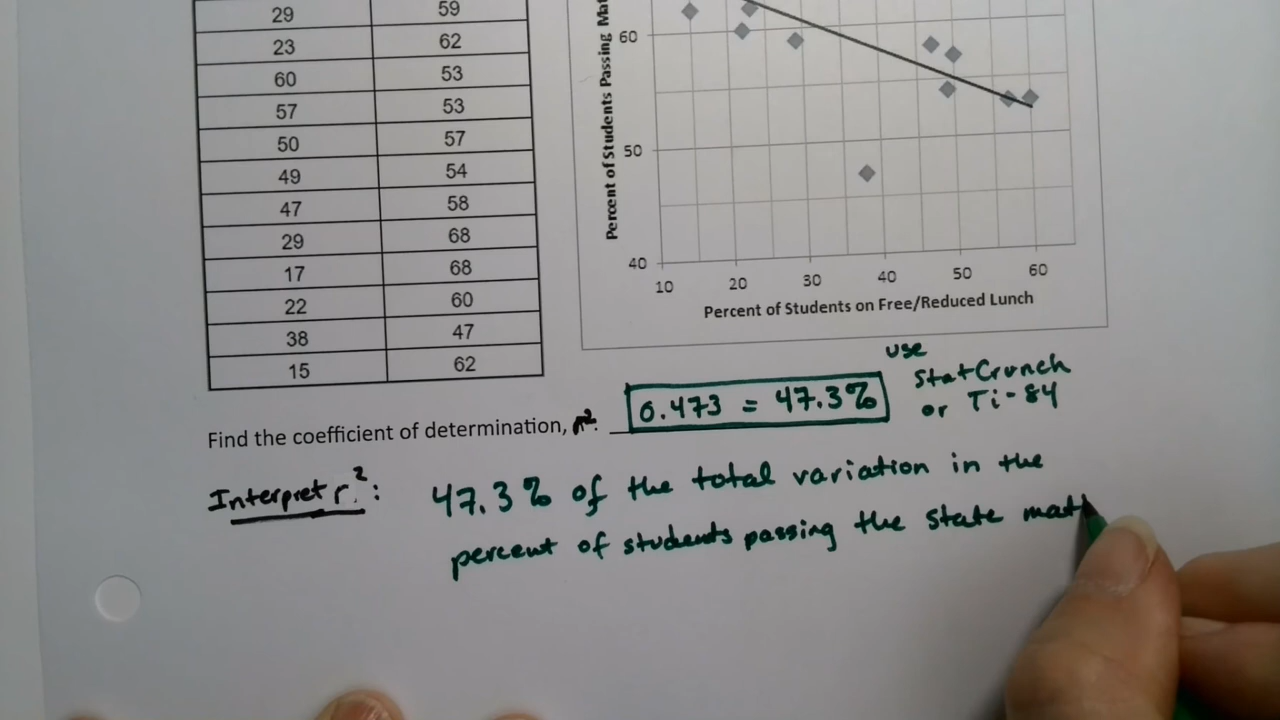 29 59
23 62
60 53
57 53
50 57
49 54
47 58
29 68
17 68
22 60
38 47
15 62
Percent of Students Passing
60
50
40
10 20 30 40 50 60
Percent of Students on Free/Reduced Lunch
use
StatCrunch
or Ti-84
Find the coefficient of determination, r². 0.473 = 47.3%
Interpret r²: 47.3% of the total variation in the
percent of students passing the state math